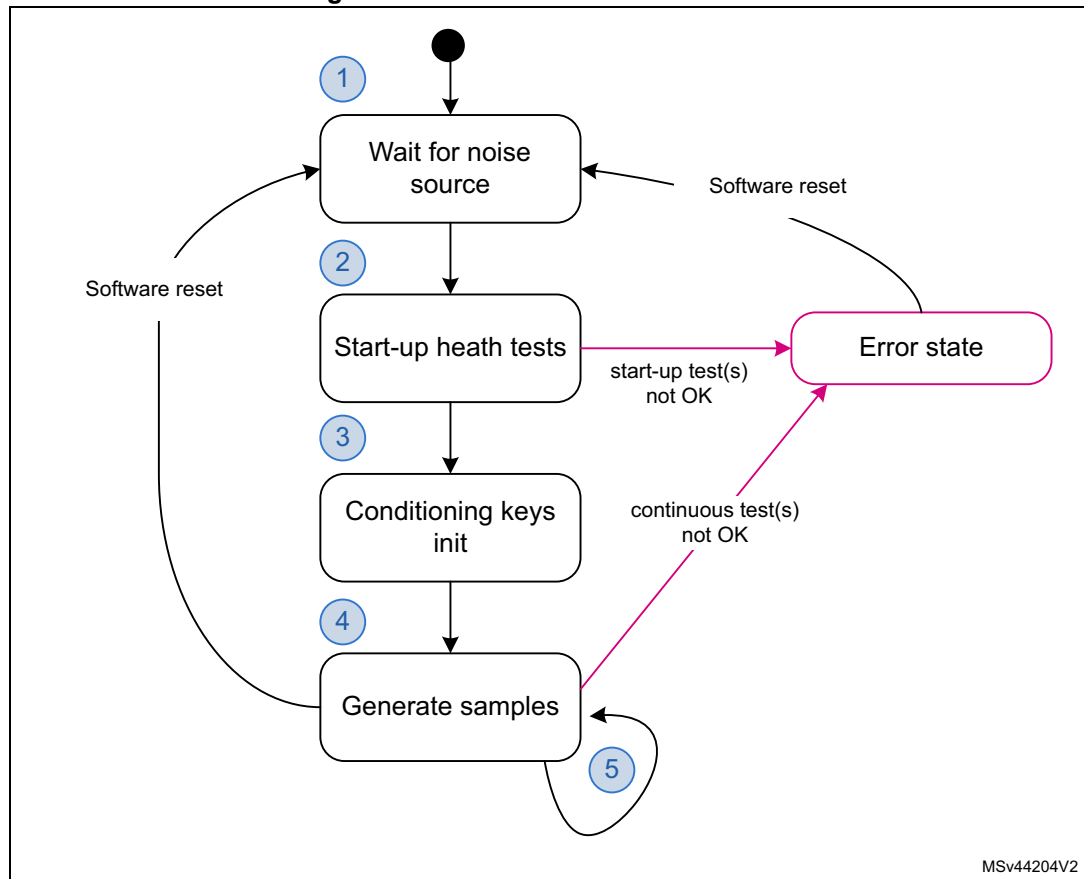 1
Wait for noise
source
Software reset
2
Software reset
Start-up heath tests
Error state
start-up test(s)
not OK
3
Conditioning keys
init
continuous test(s)
not OK
4
Generate samples
5
MSv44204V2